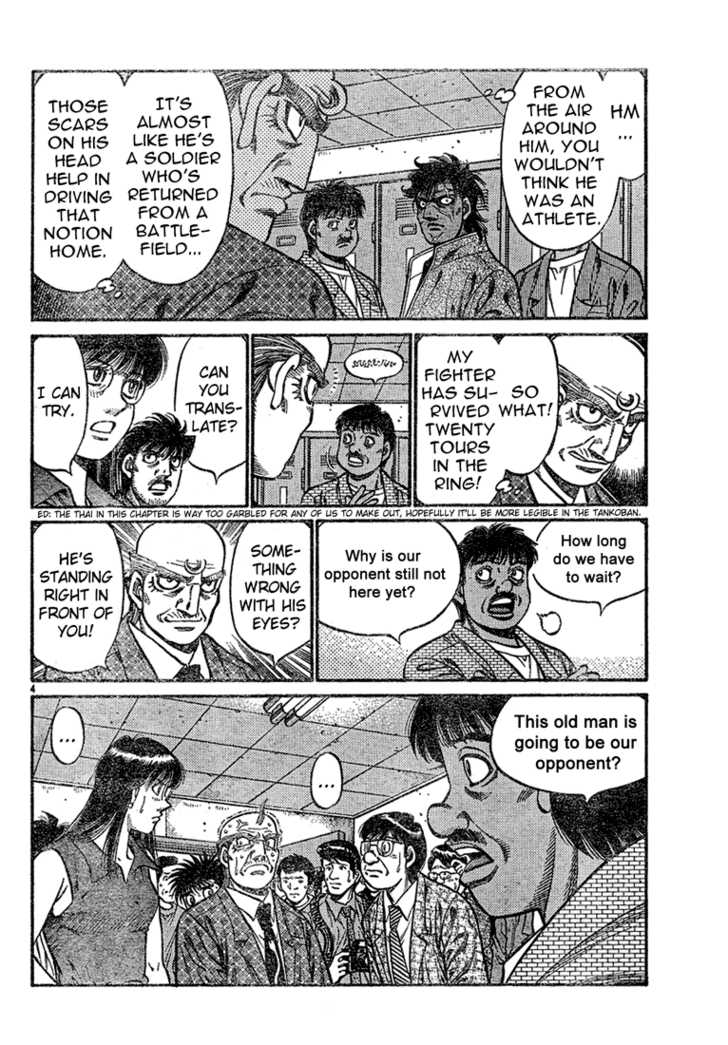 HM
...
FROM
THE AIR
AROUND
HIM, YOU
WOULDN'T
THINK HE
WAS AN
ATHLETE.
IT'S
ALMOST
LIKE HE'S
A SOLDIER
WHO'S
RETURNED
FROM A
BATTLE-
FIELD...
THOSE
SCARS
ON HIS
HEAD
HELP IN
DRIVING
THAT
NOTION
HOME.
SO
WHAT!
MY
FIGHTER
HAS SU-
RVIVED
TWENTY
TOURS
IN THE
RING!
CAN
YOU
TRANS-
LATE?
I CAN
TRY.
ED: THE THAI IN THIS CHAPTER IS WAY TOO GARBLED FOR ANY OF US TO MAKE OUT, HOPEFULLY IT'LL BE MORE LEGIBLE IN THE TANKOBAN.
How long
do we have
to wait?
Why is our
opponent still not
here yet?
SOME-
THING
WRONG
WITH HIS
EYES?
HE'S
STANDING
RIGHT IN
FRONT OF
YOU!
4
This old man is
going to be our
opponent?
...
...